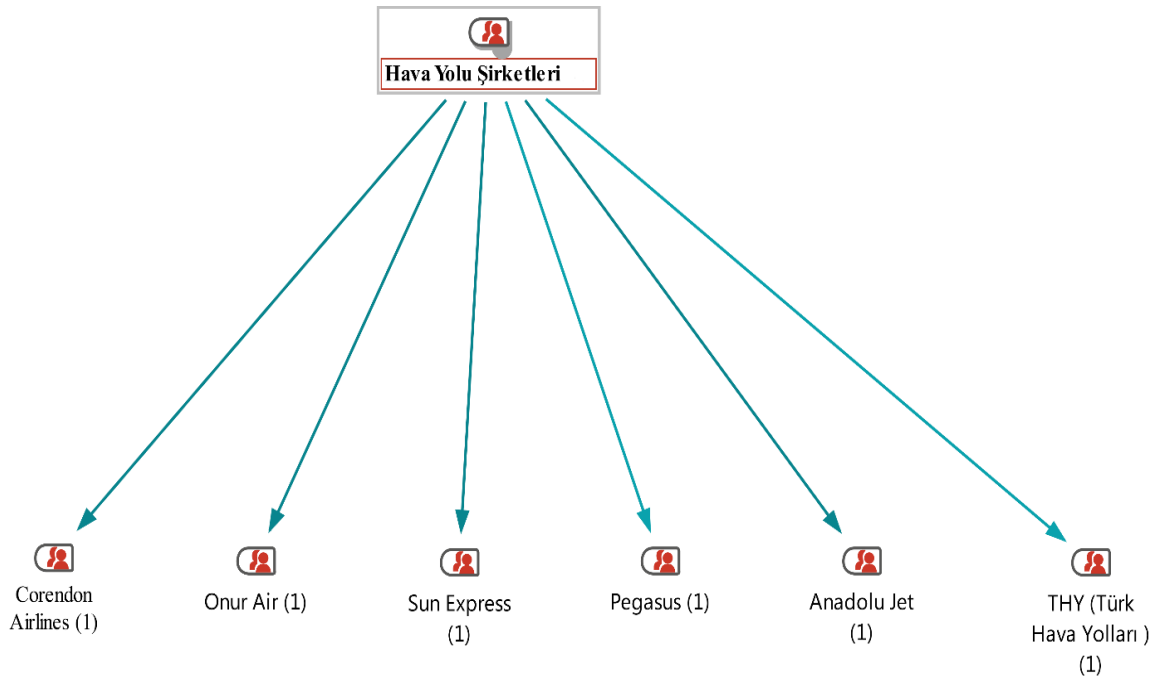 Hava Yolu Şirketleri
Corendon
Airlines (1)
Onur Air (1)
Sun Express
(1)
Pegasus (1)
Anadolu Jet
(1)
THY (Türk
Hava Yolları )
(1)